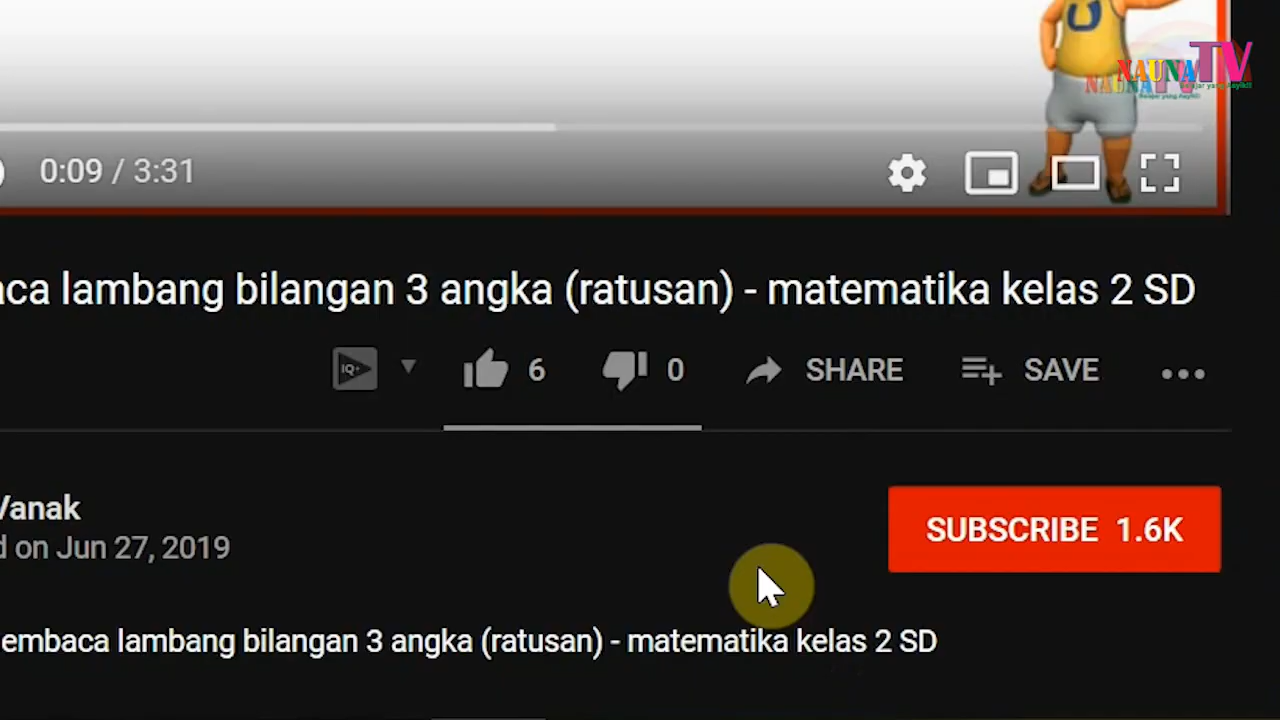 NAUNA TV
0:09 / 3:31
lambang bilangan 3 angka (ratusan) - matematika kelas 2 SD
IQ+
6
0
SHARE
SAVE
Vanak
on Jun 27, 2019
SUBSCRIBE 1.6K
embaca lambang bilangan 3 angka (ratusan) - matematika kelas 2 SD